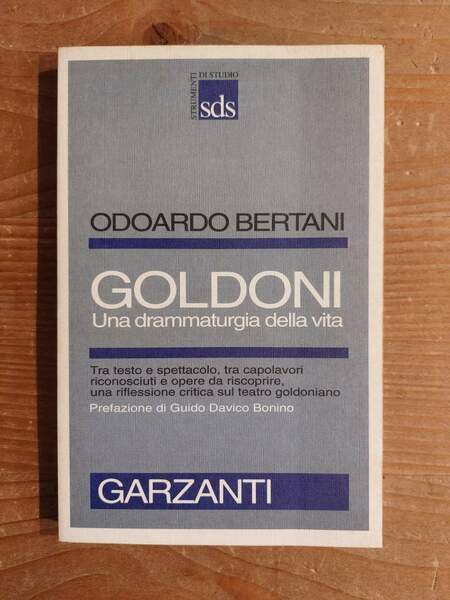 STRUMENTI
DI STUDIO
sds
ODOARDO BERTANI
GOLDONI
Una drammaturgia della vita
Tra testo e spettacolo, tra capolavori
riconosciuti e opere da riscoprire,
una riflessione critica sul teatro goldoniano
Prefazione di Guido Davico Bonino
GARZANTI